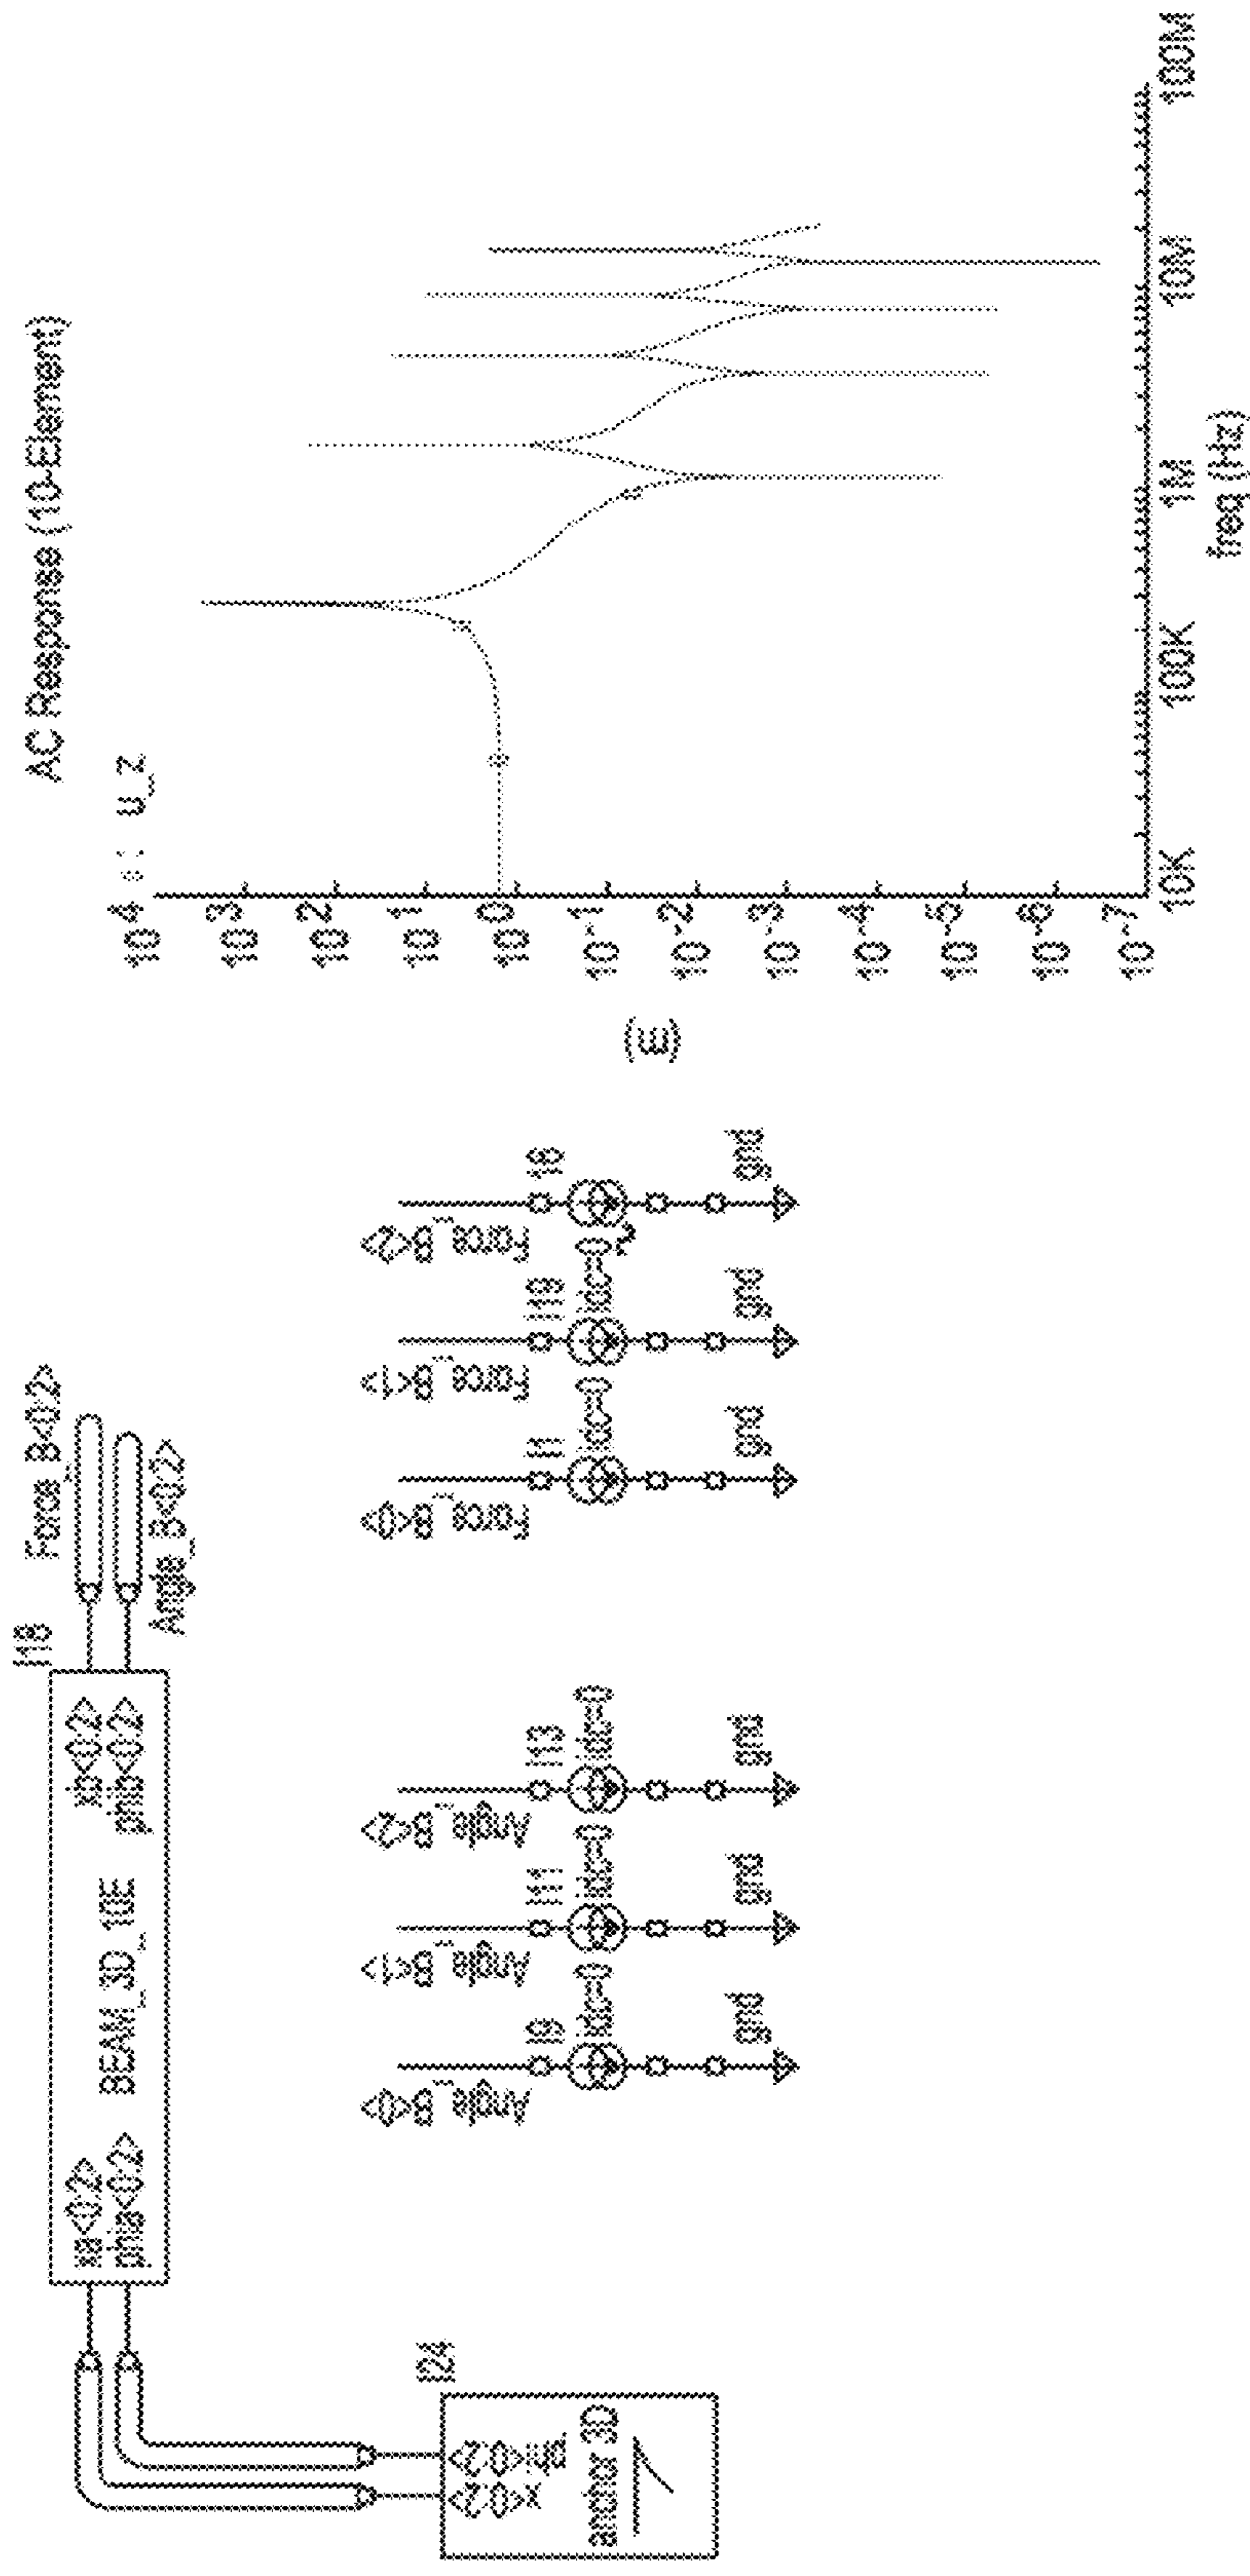 I18
Force_B<0:2>
xa<0:2>
xb<0:2>
phia<0:2>
BEAM_3D_10E
phib<0:2>
Angle_B<0:2>
I24
x<0:2>
phi<0:2>
anchor 3D
Angle_B<0>
I9
idc=0
gnd
Angle_B<1>
I11
idc=0
gnd
Angle_B<2>
I13
idc=0
gnd
Force_B<0>
I1
idc=0
gnd
Force_B<1>
I19
idc=0
gnd
Force_B<2>
16
gnd
AC Response (10-Element)
u_z
(m)
10^4
10^3
10^2
10^1
10^0
10^-1
10^-2
10^-3
10^-4
10^-5
10^-6
10^-7
10K
100K
1M
10M
100M
freq (Hz)